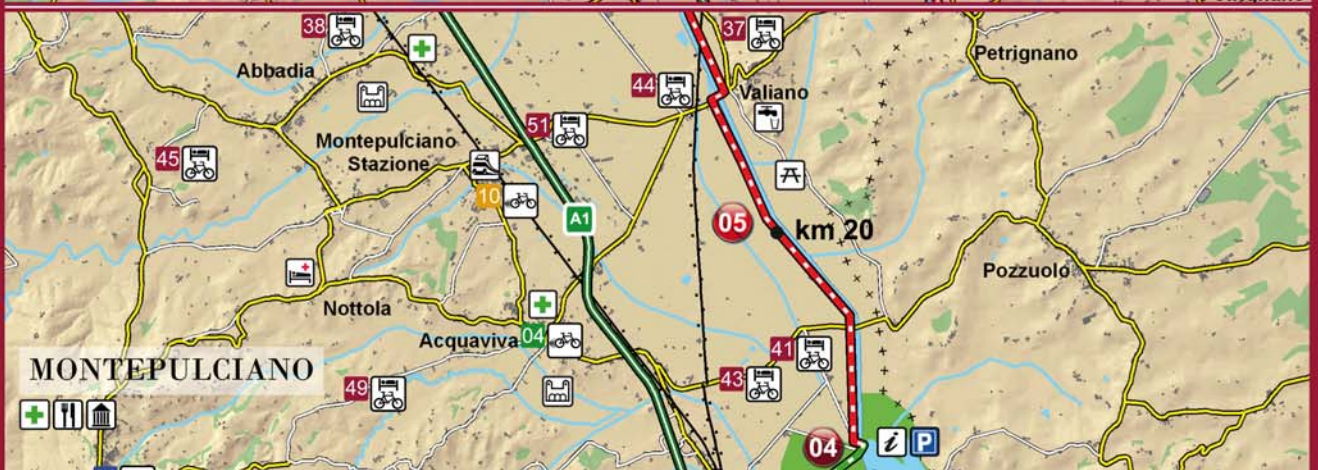 38
37
Petrignano
Abbadia
44
Valiano
51
Montepulciano
Stazione
45
10
A1
05
km 20
Pozzuolo
Nottola
04
Acquaviva
41
MONTEPULCIANO
49
43
04
i
P